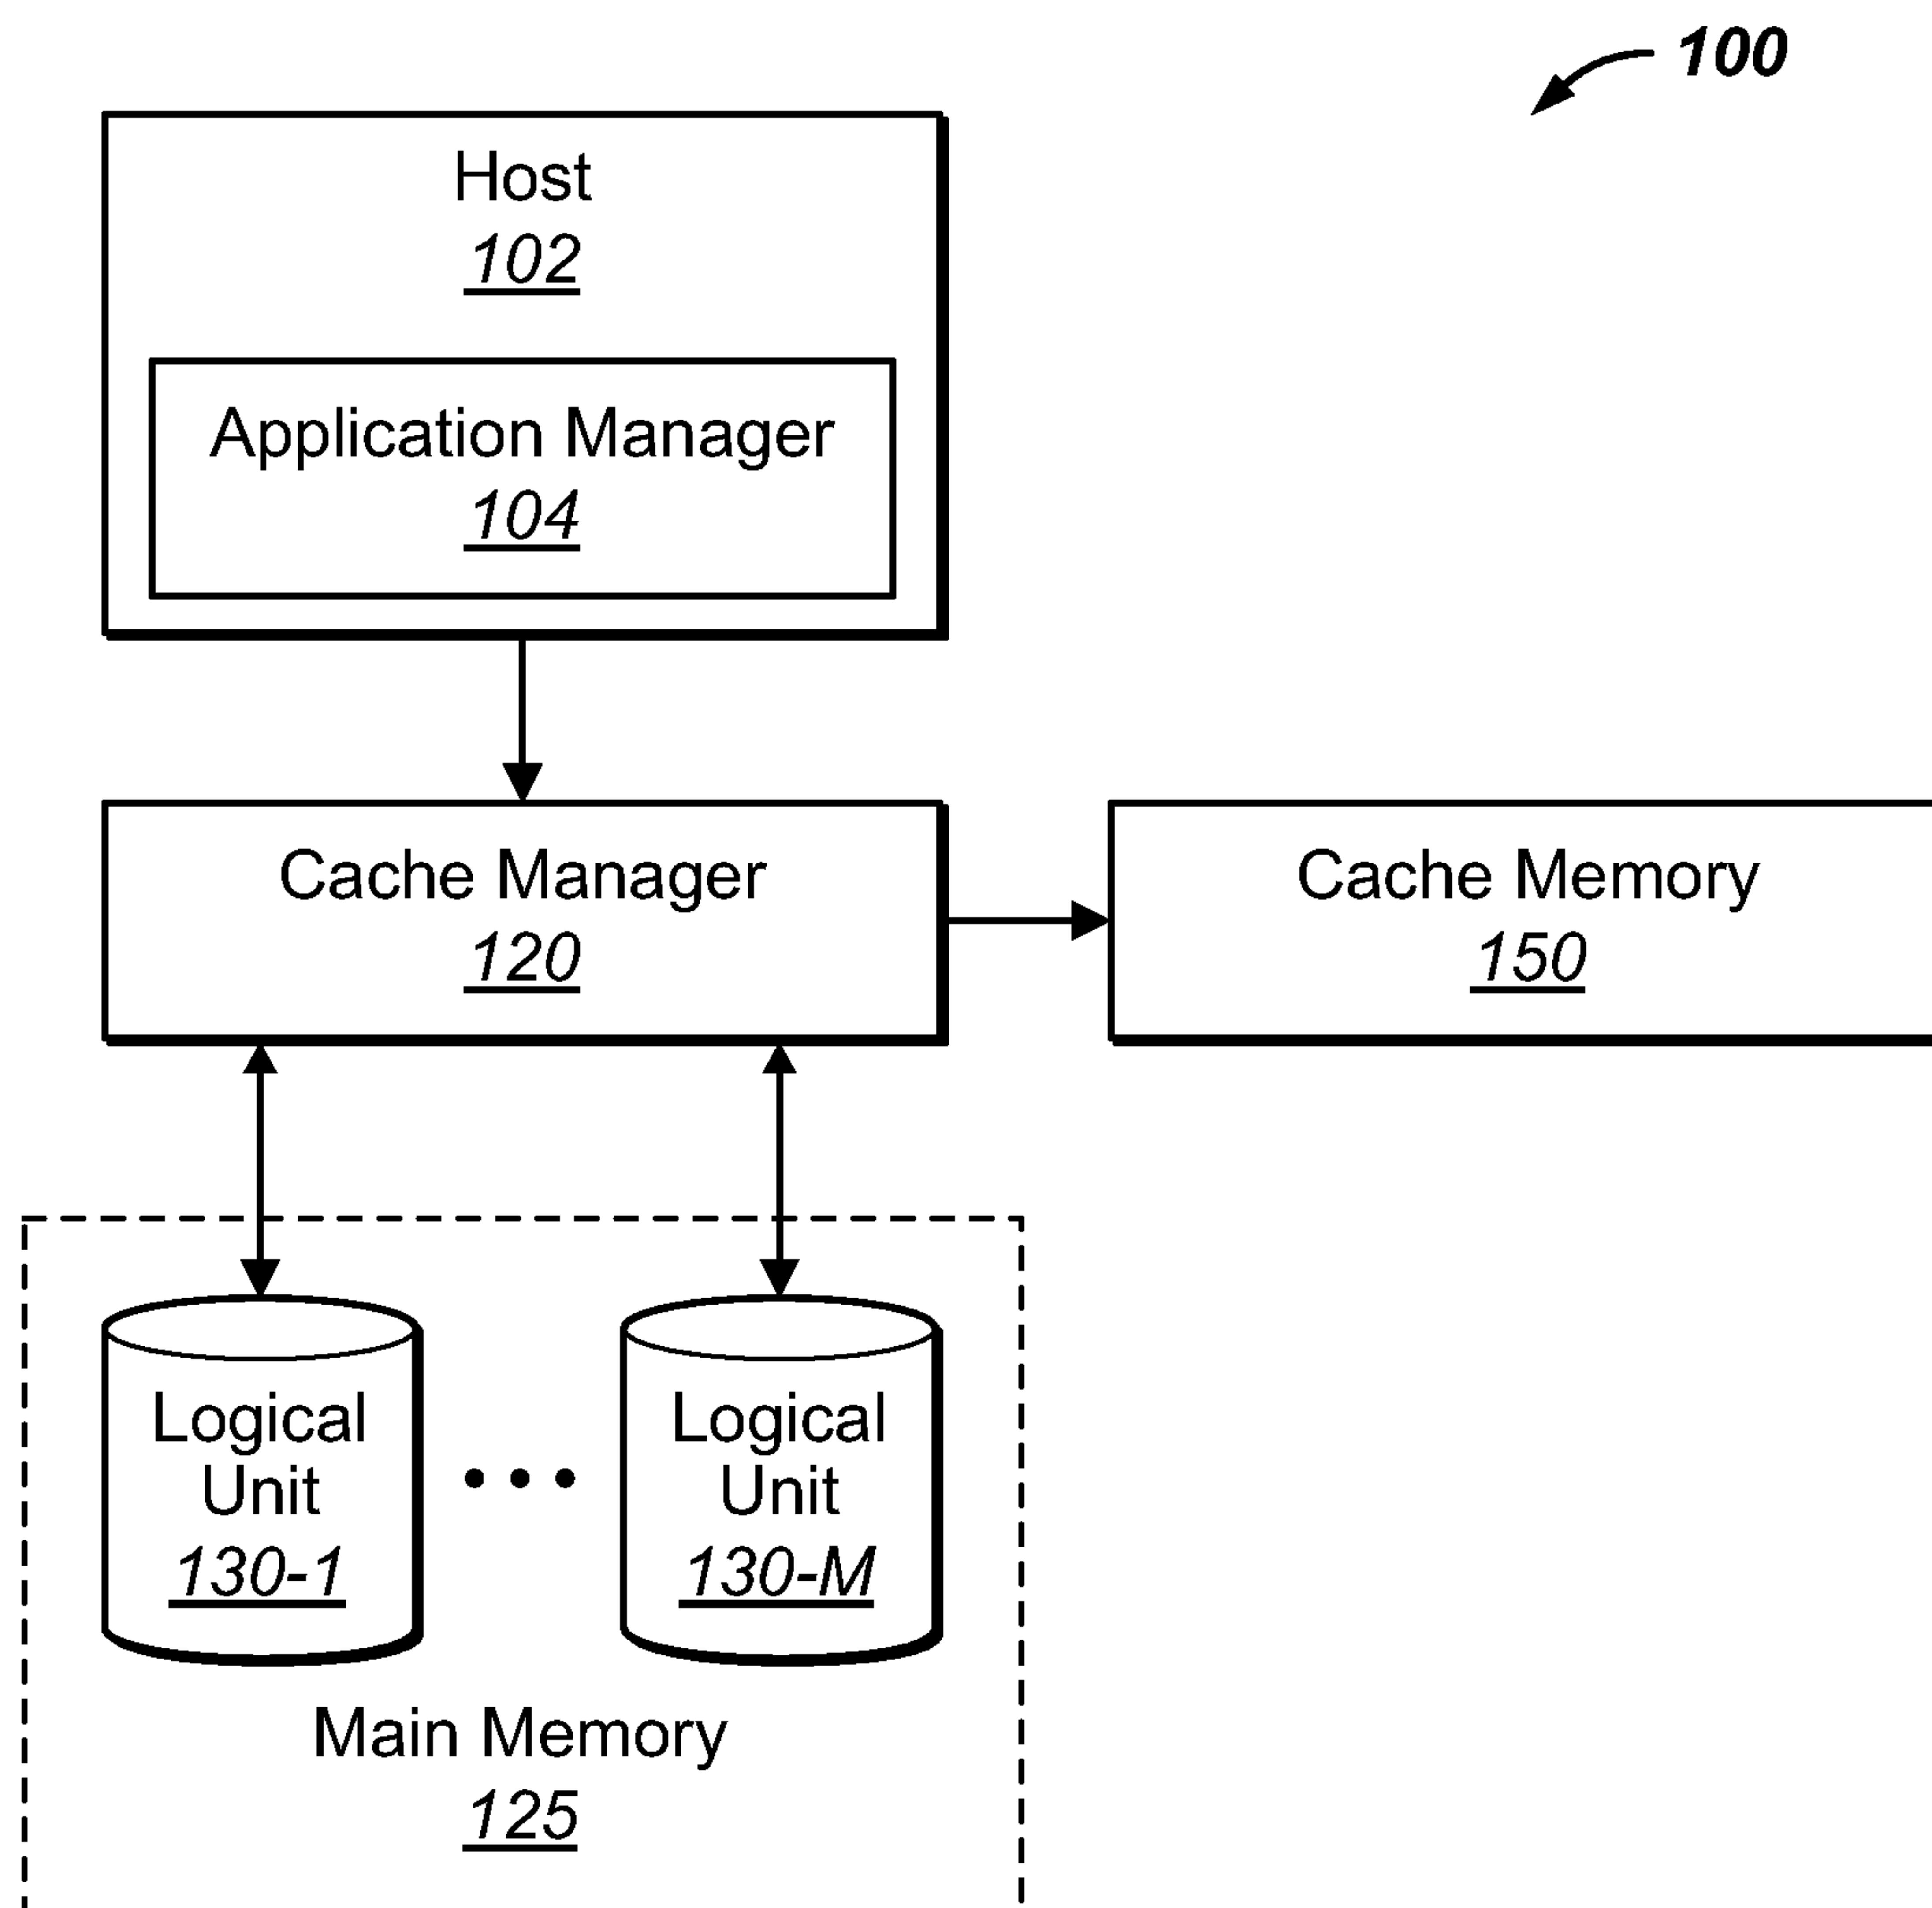 100
Host
102
Application Manager
104
Cache Manager
120
Cache Memory
150
Logical
Unit
130-1
• • •
Logical
Unit
130-M
Main Memory
125